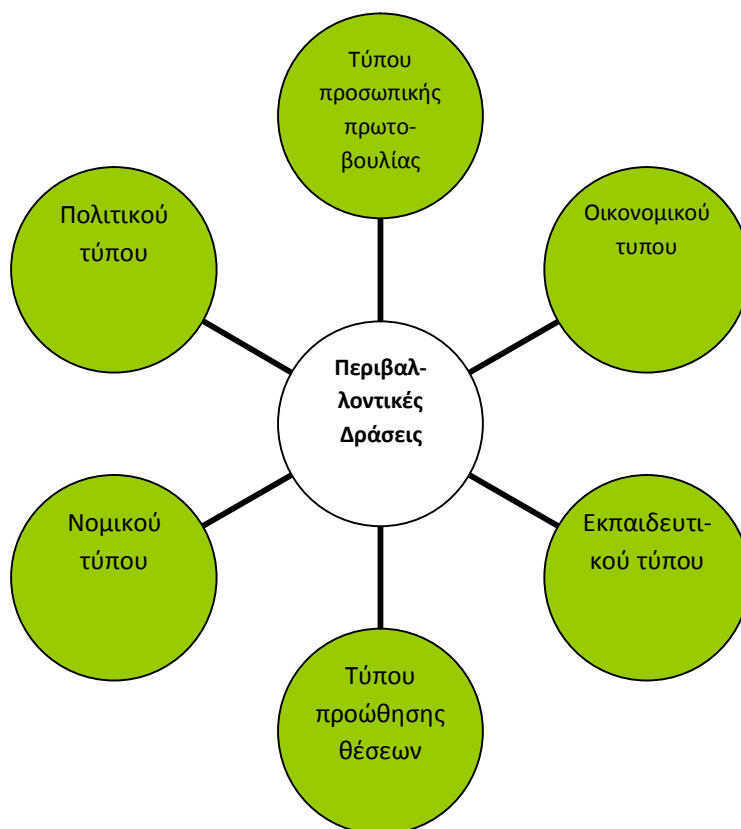 Τύπου
προσωπικής
πρωτο-
βουλίας
Πολιτικού
τύπου
Οικονομικού
τυπου
Περιβαλ-
λοντικές
Δράσεις
Νομικού
τύπου
Εκπαιδευτι-
κού τύπου
Τύπου
προώθησης
θέσεων